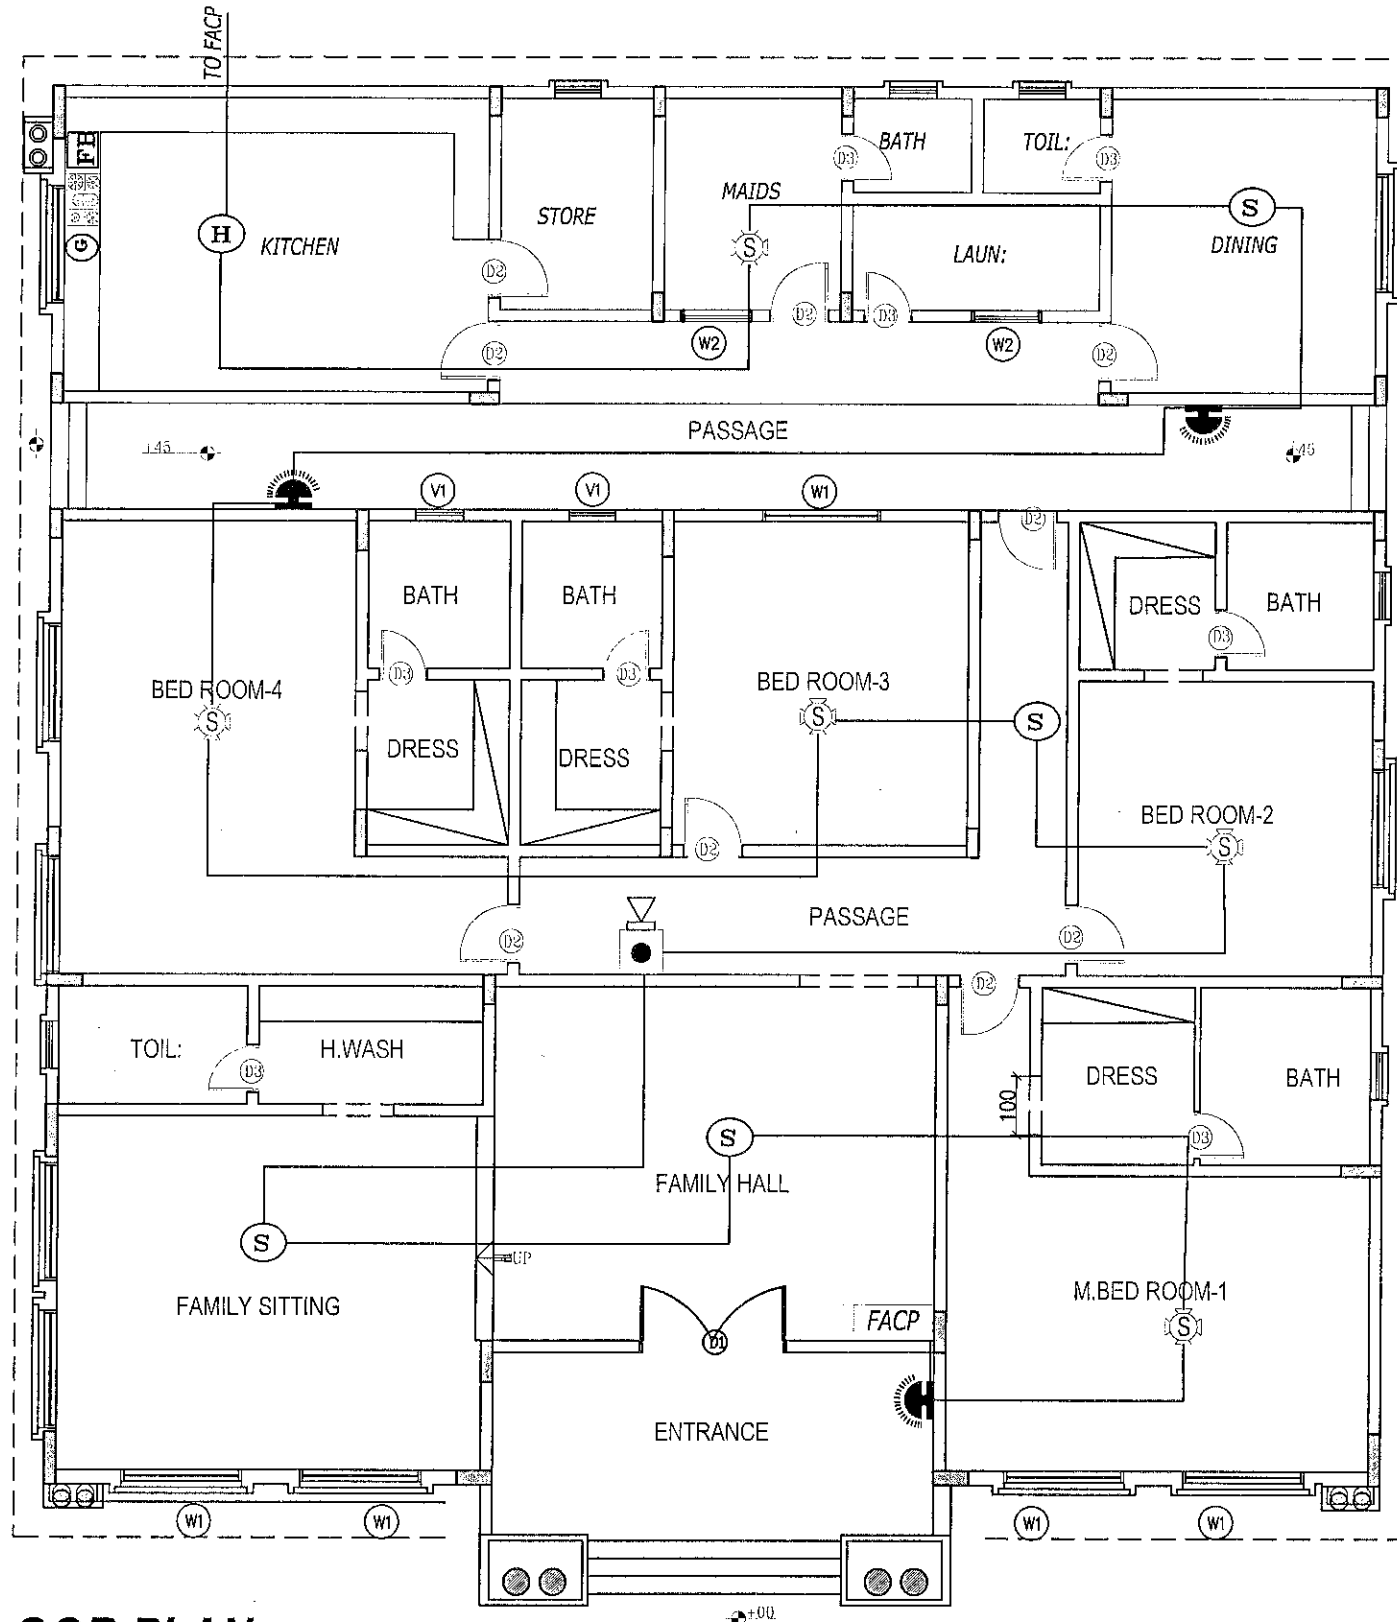 TO FACP
FB
BATH
TOIL:
D3
D3
MAIDS
STORE
S
H
KITCHEN
G
S
LAUN:
DINING
D2
D2
D3
W2
W2
D2
D2
PASSAGE
+45
+45
V1
V1
W1
D2
BATH
BATH
DRESS
BATH
D3
D3
D3
BED ROOM-4
BED ROOM-3
S
S
S
DRESS
DRESS
BED ROOM-2
D2
S
PASSAGE
D2
D2
D2
TOIL:
H.WASH
D3
DRESS
BATH
100
D3
S
FAMILY HALL
S
UP
M.BED ROOM-1
FAMILY SITTING
FACP
S
D1
ENTRANCE
W1
W1
W1
W1
+00